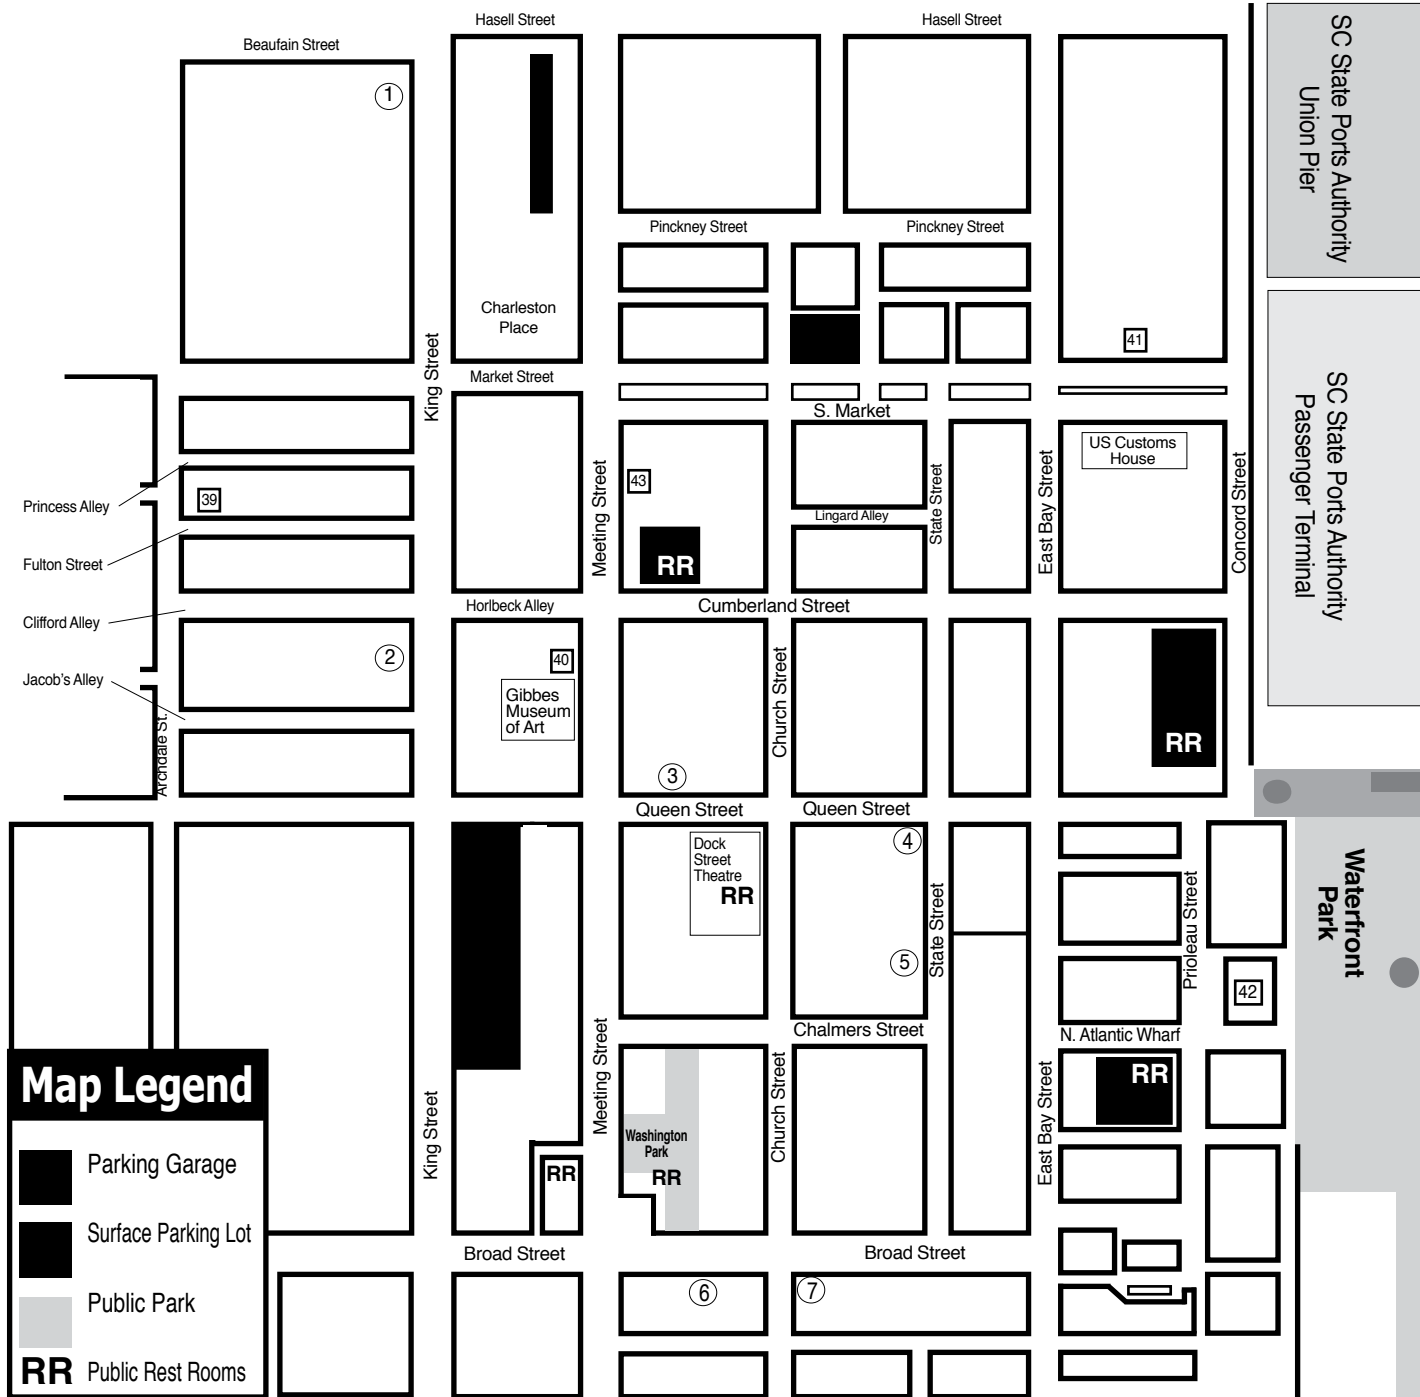 Hasell Street
Hasell Street
Beaufain Street
1
SC State Ports Authority
Union Pier
Pinckney Street
Pinckney Street
Charleston
Place
41
King Street
Market Street
S. Market
SC State Ports Authority
Passenger Terminal
US Customs
House
Princess Alley
39
43
Meeting Street
State Street
East Bay Street
Concord Street
Lingard Alley
Fulton Street
RR
Horlbeck Alley
Cumberland Street
Clifford Alley
2
40
Church Street
Jacob's Alley
Gibbes
Museum
of Art
Archdale St.
RR
3
Queen Street
Queen Street
Dock
Street
Theatre
RR
4
Waterfront
Park
State Street
Prioleau Street
5
42
Chalmers Street
N. Atlantic Wharf
Meeting Street
Church Street
East Bay Street
King Street
RR
Washington
Park
RR
RR
Map Legend
Parking Garage
Surface Parking Lot
Public Park
RR Public Rest Rooms
Broad Street
Broad Street
6
7